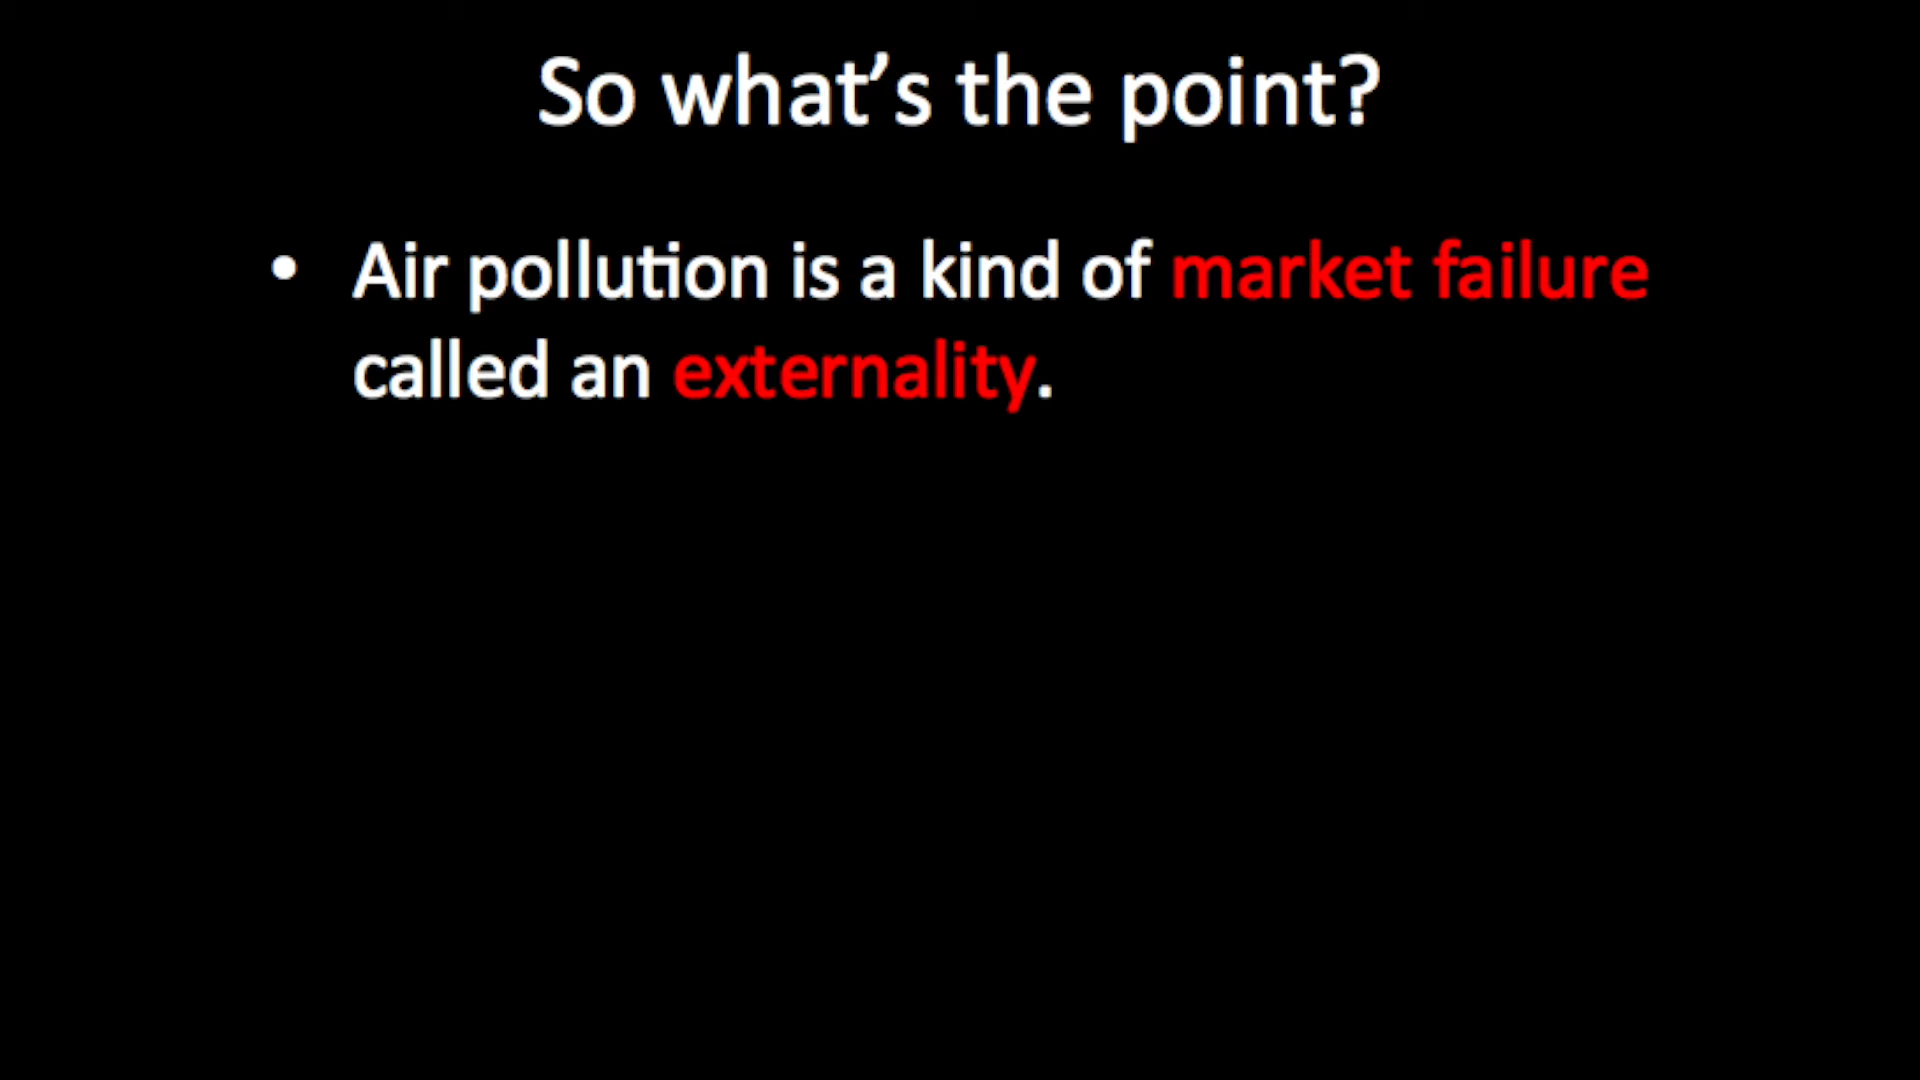 So what’s the point?
• Air pollution is a kind of market failure
called an externality.